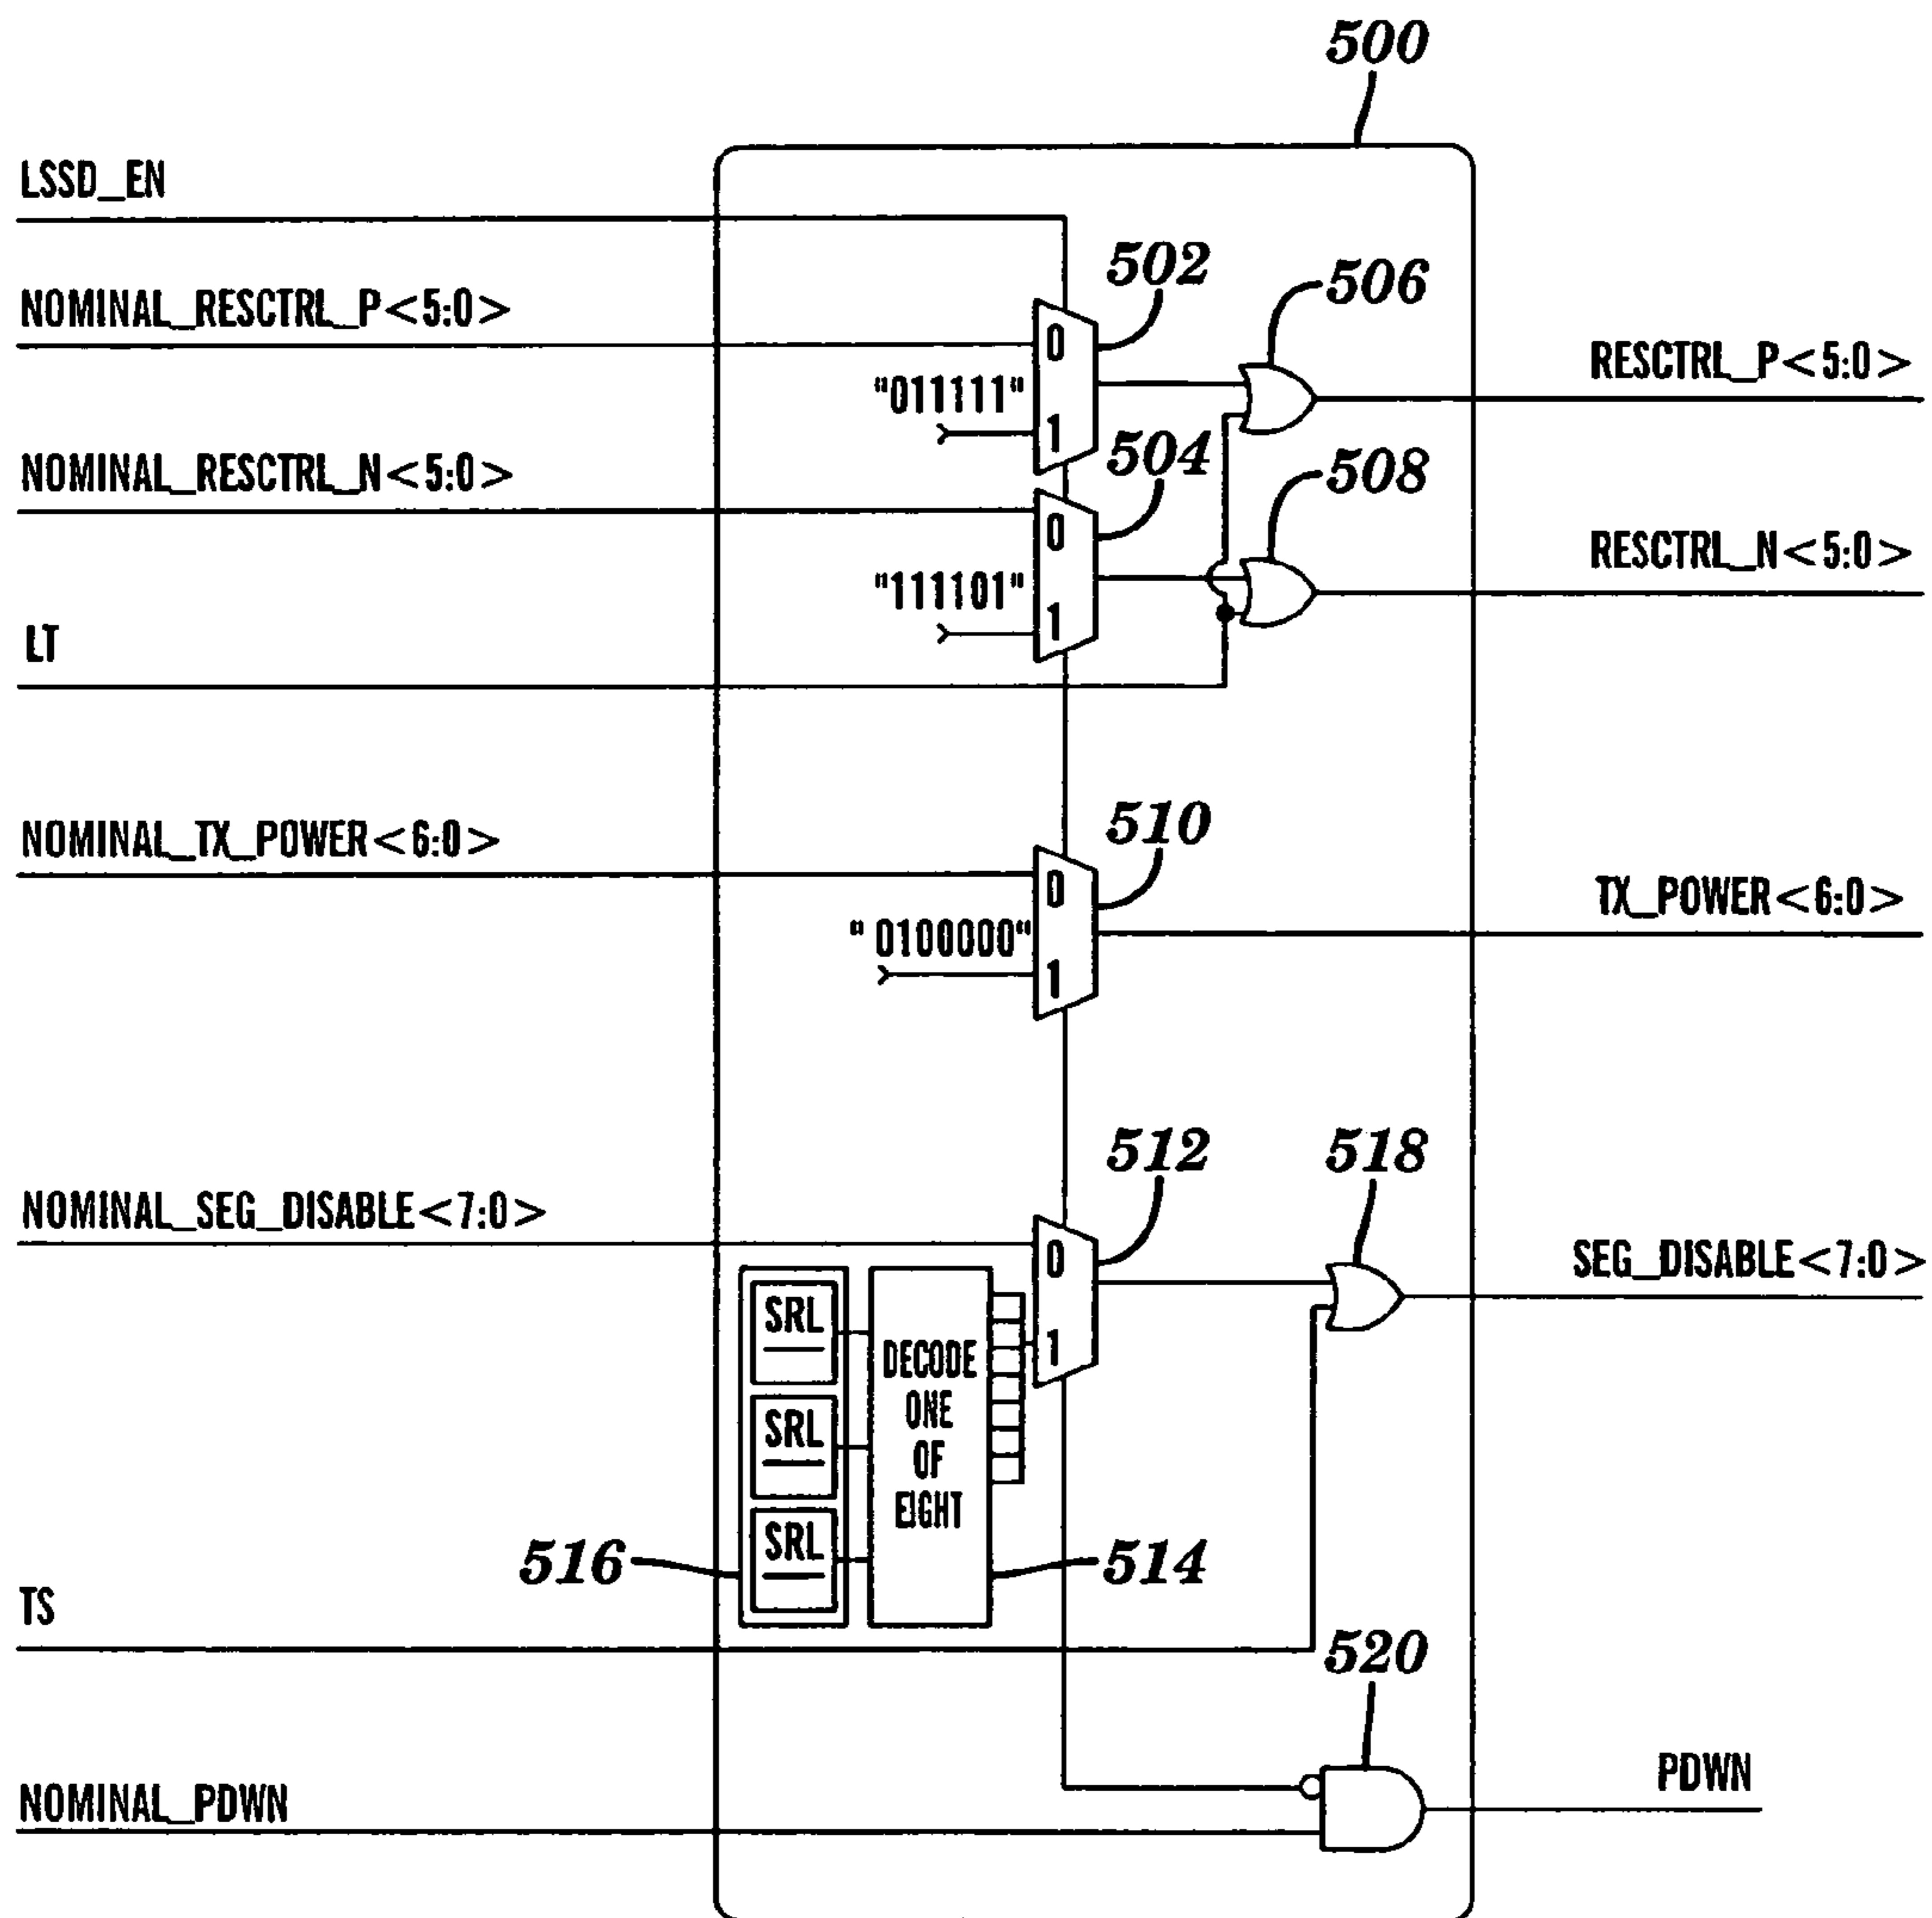 500
LSSD_EN
NOMINAL_RESCTRL_P<5:0>
502
506
0
"011111"
1
RESCTRL_P<5:0>
NOMINAL_RESCTRL_N<5:0>
504
508
0
"111101"
1
RESCTRL_N<5:0>
LT
NOMINAL_TX_POWER<6:0>
510
0
"0100000"
1
TX_POWER<6:0>
NOMINAL_SEG_DISABLE<7:0>
512
518
0
1
SEG_DISABLE<7:0>
SRL
SRL
SRL
DECODE
ONE
OF
EIGHT
516
514
TS
520
NOMINAL_PDWN
PDWN